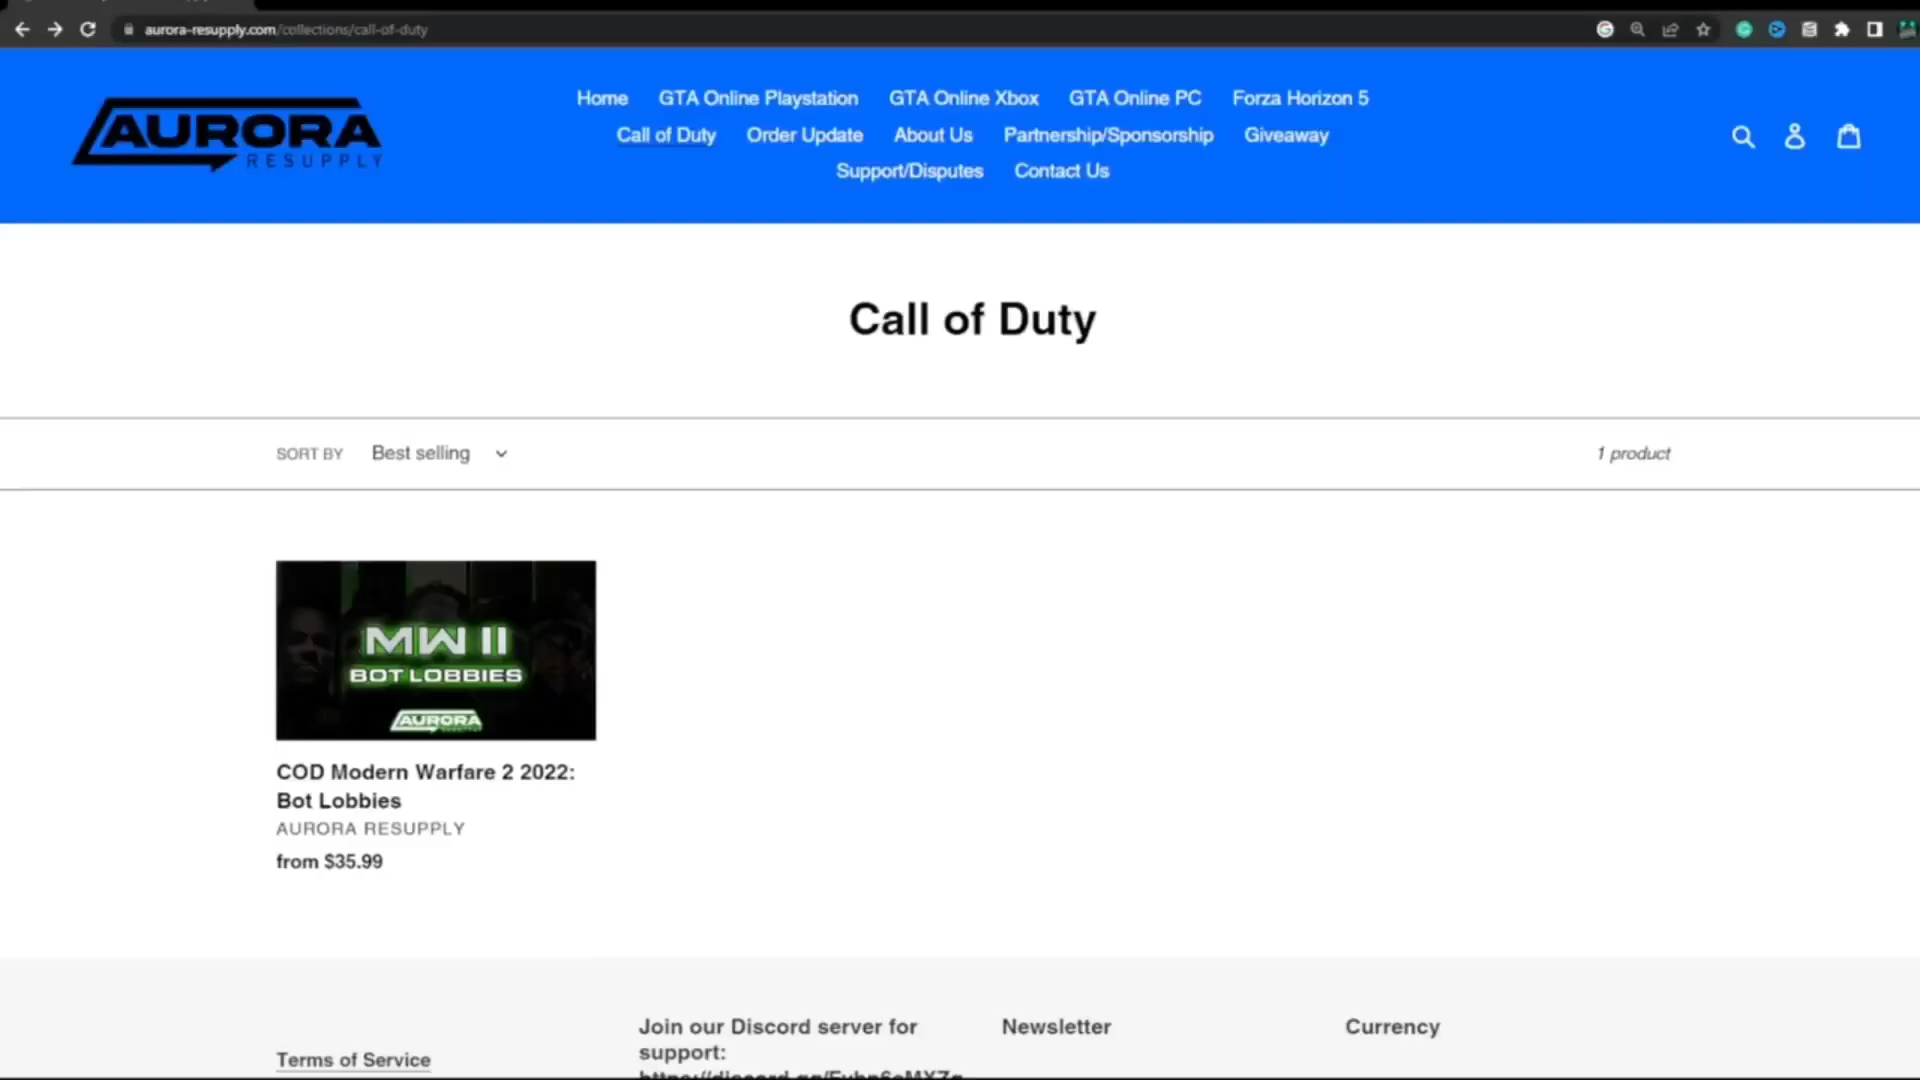 aurora-resupply.com/collections/call-of-duty
AURORA
RESUPPLY
Home GTA Online Playstation GTA Online Xbox GTA Online PC Forza Horizon 5
Call of Duty Order Update About Us Partnership/Sponsorship Giveaway
Support/Disputes Contact Us
Call of Duty
SORT BY Best selling 1 product
MW II
BOT LOBBIES
AURORA
COD Modern Warfare 2 2022:
Bot Lobbies
AURORA RESUPPLY
from $35.99
Join our Discord server for Newsletter Currency
support:
Terms of Service